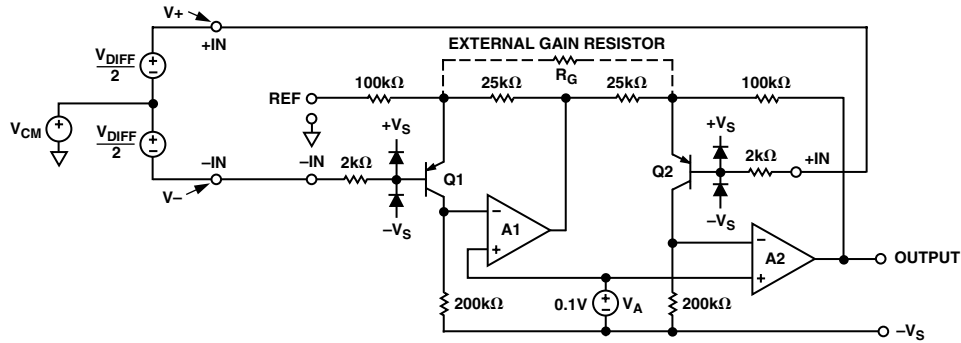 V+
+IN
EXTERNAL GAIN RESISTOR
R_G
V_DIFF
2
100kΩ
25kΩ
25kΩ
100kΩ
REF
V_CM
V_DIFF
2
+V_S
+V_S
–IN
–IN
2kΩ
Q1
Q2
2kΩ
+IN
V–
–V_S
–V_S
–
A1
+
–
A2
+
OUTPUT
200kΩ
0.1V
V_A
200kΩ
–V_S